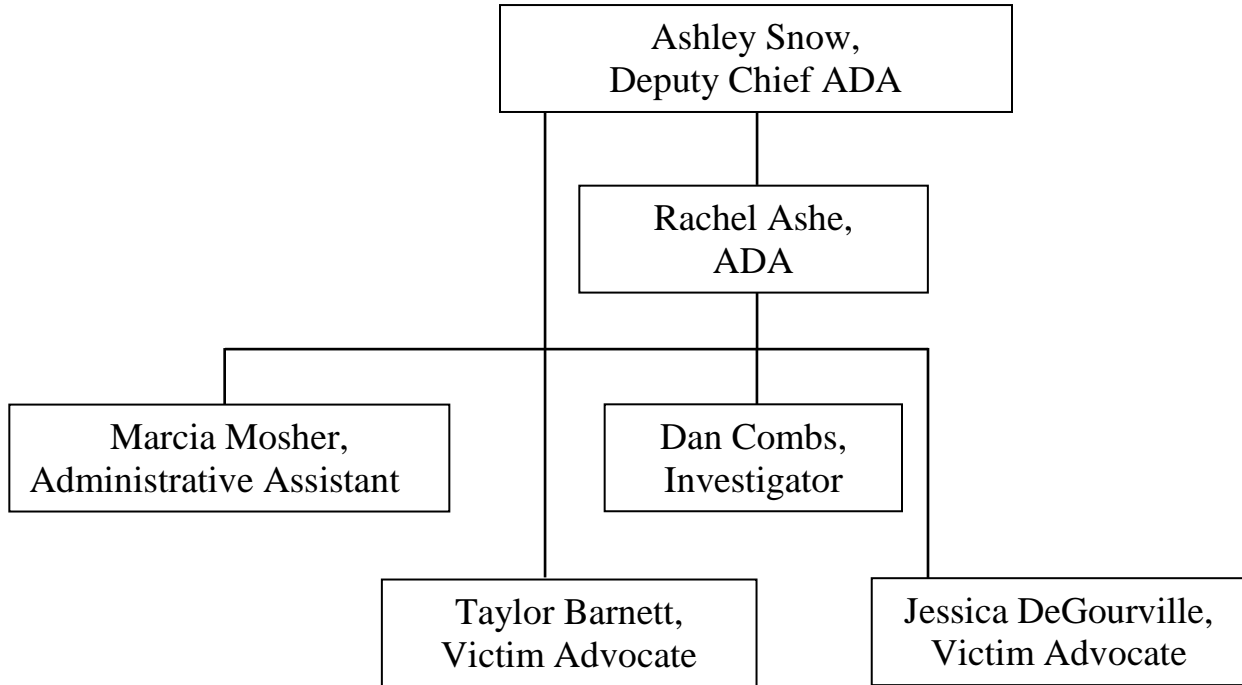 Ashley Snow,
Deputy Chief ADA
Rachel Ashe,
ADA
Marcia Mosher,
Administrative Assistant
Dan Combs,
Investigator
Taylor Barnett,
Victim Advocate
Jessica DeGourville,
Victim Advocate